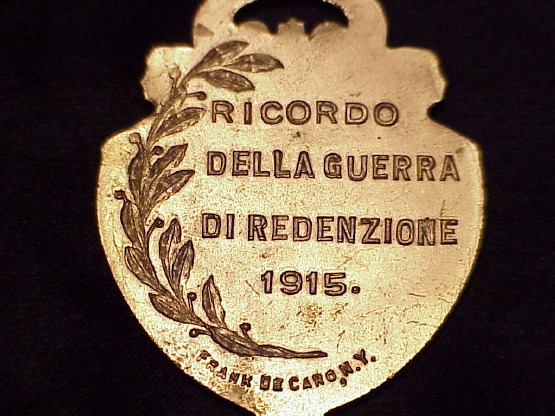 RICORDO
DELLA GUERRA
DI REDENZIONE
1915.
FRANK DE CARO, N.Y.